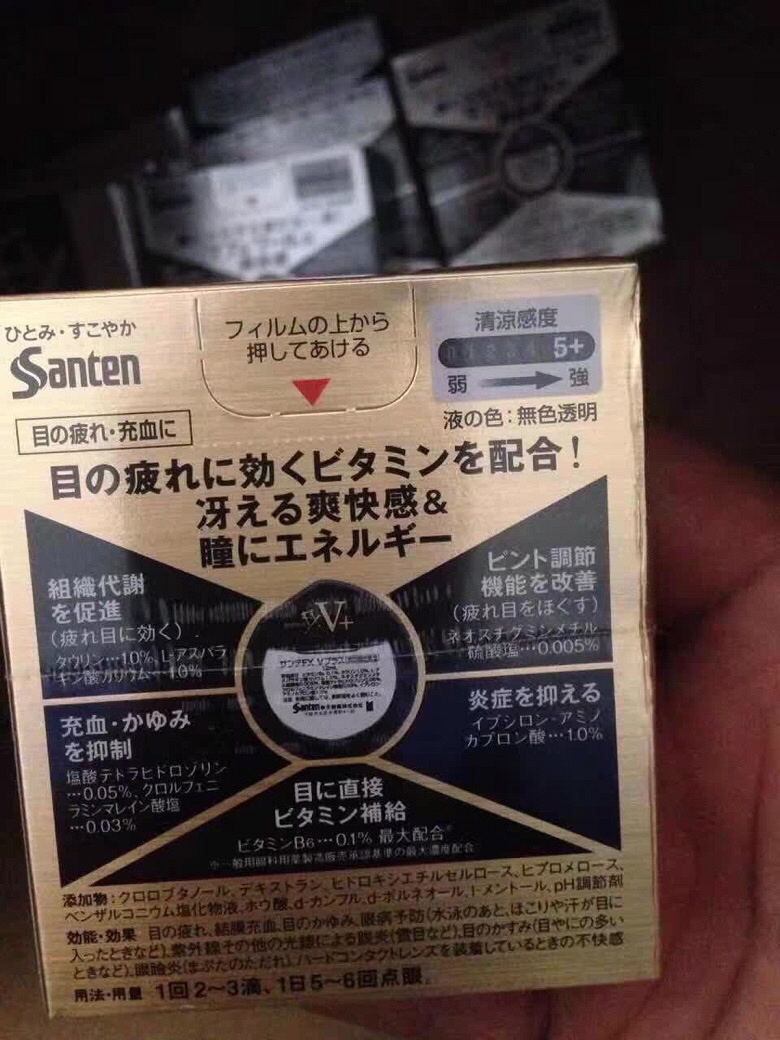 ひとみ・すこやか
Santen
フィルムの上から
押してあける
清涼感度
5+
弱 強
液の色：無色透明
目の疲れ・充血に
目の疲れに効くビタミンを配合！
冴える爽快感＆
瞳にエネルギー
組織代謝
を促進
(疲れ目に効く)
タウリン…1.0%、L-アスパラ
ギン酸カリウム…1.0%
ピント調節
機能を改善
(疲れ目をほぐす)
ネオスチグミンメチル
硫酸塩…0.005%
充血・かゆみ
を抑制
塩酸テトラヒドロゾリン
…0.05%、クロルフェニ
ラミンマレイン酸塩
…0.03%
炎症を抑える
イプシロン-アミノ
カプロン酸…1.0%
V+
サンテFX Vプラス
Santen
目に直接
ビタミン補給
ビタミンB6…0.1% 最大配合※
※一般用眼科用薬製造販売承認基準の最大濃度配合
添加物：クロロブタノール、デキストラン、ヒドロキシエチルセルロース、ヒプロメロース、
ベンザルコニウム塩化物液、ホウ酸、d-カンフル、d-ボルネオール、l-メントール、pH調節剤
効能・効果 目の疲れ、結膜充血、目のかゆみ、眼病予防(水泳のあと、ほこりや汗が目に
入ったときなど)、紫外線その他の光線による眼炎(雪目など)、目のかすみ(目やにの多い
ときなど)、眼瞼炎(まぶたのただれ)、ハードコンタクトレンズを装着しているときの不快感
用法・用量 1回2〜3滴、1日5〜6回点眼。